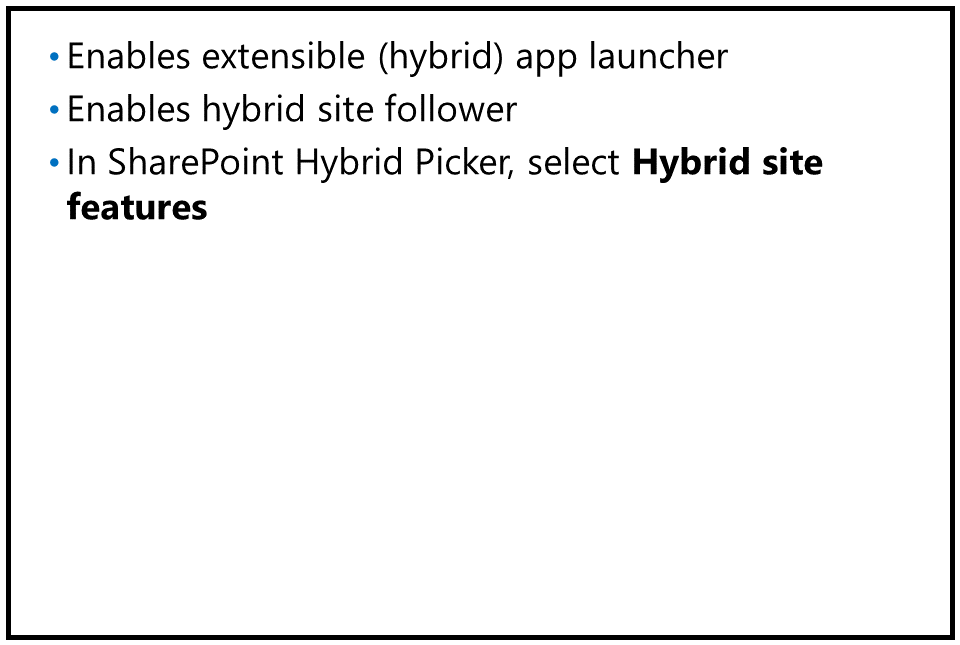 • Enables extensible (hybrid) app launcher
• Enables hybrid site follower
• In SharePoint Hybrid Picker, select Hybrid site
features